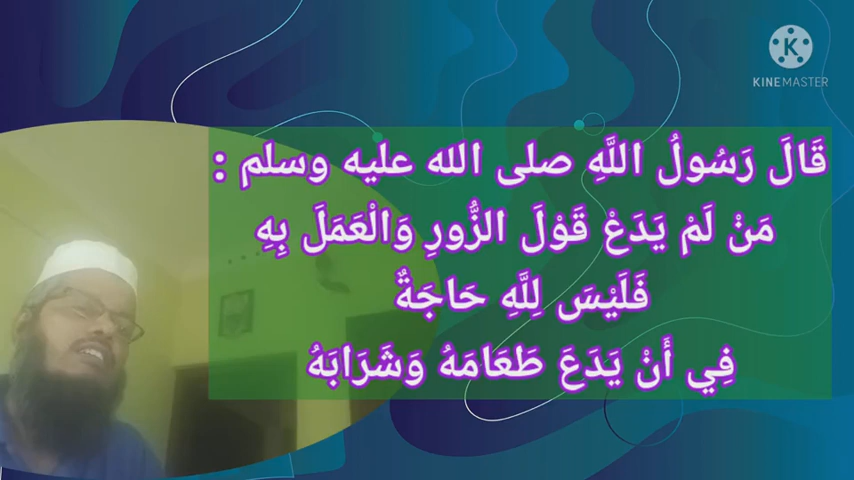 KINEMASTER
قَالَ رَسُولُ اللَّهِ صلى الله عليه وسلم :
مَنْ لَمْ يَدَعْ قَوْلَ الزُّورِ وَالْعَمَلَ بِهِ
فَلَيْسَ لِلَّهِ حَاجَةٌ
فِي أَنْ يَدَعَ طَعَامَهُ وَشَرَابَهُ